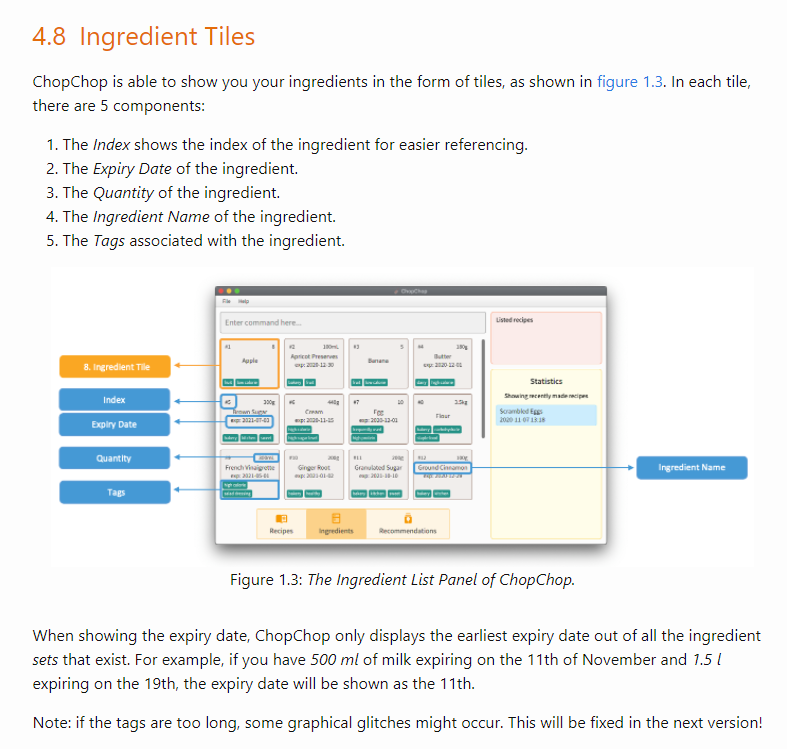 4.8 Ingredient Tiles
ChopChop is able to show you your ingredients in the form of tiles, as shown in figure 1.3. In each tile,
there are 5 components:
1. The Index shows the index of the ingredient for easier referencing.
2. The Expiry Date of the ingredient.
3. The Quantity of the ingredient.
4. The Ingredient Name of the ingredient.
5. The Tags associated with the ingredient.
ChopChop
File Help
Enter command here...
Listed recipes
#1 8 #2 100mL #3 5 #4 180g
Apple Apricot Preserves Banana Butter
exp: 2020-12-30 exp: 2020-12-01
fruit low calorie bakery fruit fruit low calorie dairy high calorie
8. Ingredient Tile
Statistics
Showing recently made recipes
Scrambled Eggs
2020-11-07 13:18
Index
#5 300g #6 440g #7 10 #8 2.5kg
Brown Sugar Cream Egg Flour
Expiry Date
exp: 2021-07-03 exp: 2020-11-15 exp: 2020-12-01
high calorie frequently used bakery carbohydrate
bakery kitchen sweet high sugar food high protein staple food
Quantity
#10 200g #11 200g #12 100g
French Vinaigrette Ginger Root Granulated Sugar Ground Cinnamon
Ingredient Name
exp: 2021-05-01 exp: 2021-01-02
high calorie
Tags
salad dressing bakery healthy bakery kitchen sweet bakery kitchen
Recipes Ingredients Recommendations
Figure 1.3: The Ingredient List Panel of ChopChop.
When showing the expiry date, ChopChop only displays the earliest expiry date out of all the ingredient
sets that exist. For example, if you have 500 ml of milk expiring on the 11th of November and 1.5 l
expiring on the 19th, the expiry date will be shown as the 11th.
Note: if the tags are too long, some graphical glitches might occur. This will be fixed in the next version!